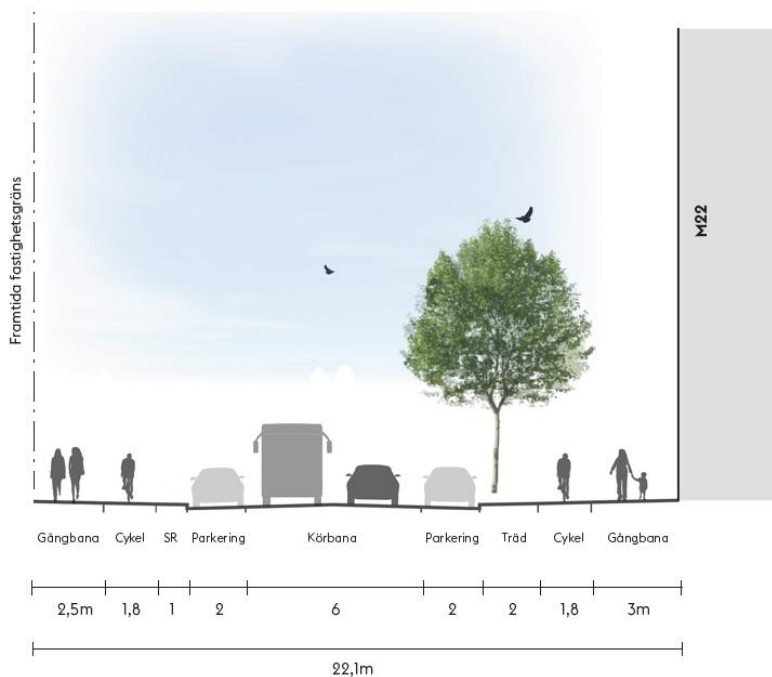 Framtida fastighetsgräns
M22
Gångbana Cykel SR Parkering Körbana Parkering Träd Cykel Gångbana
2,5m 1,8 1 2 6 2 2 1,8 3m
22,1m